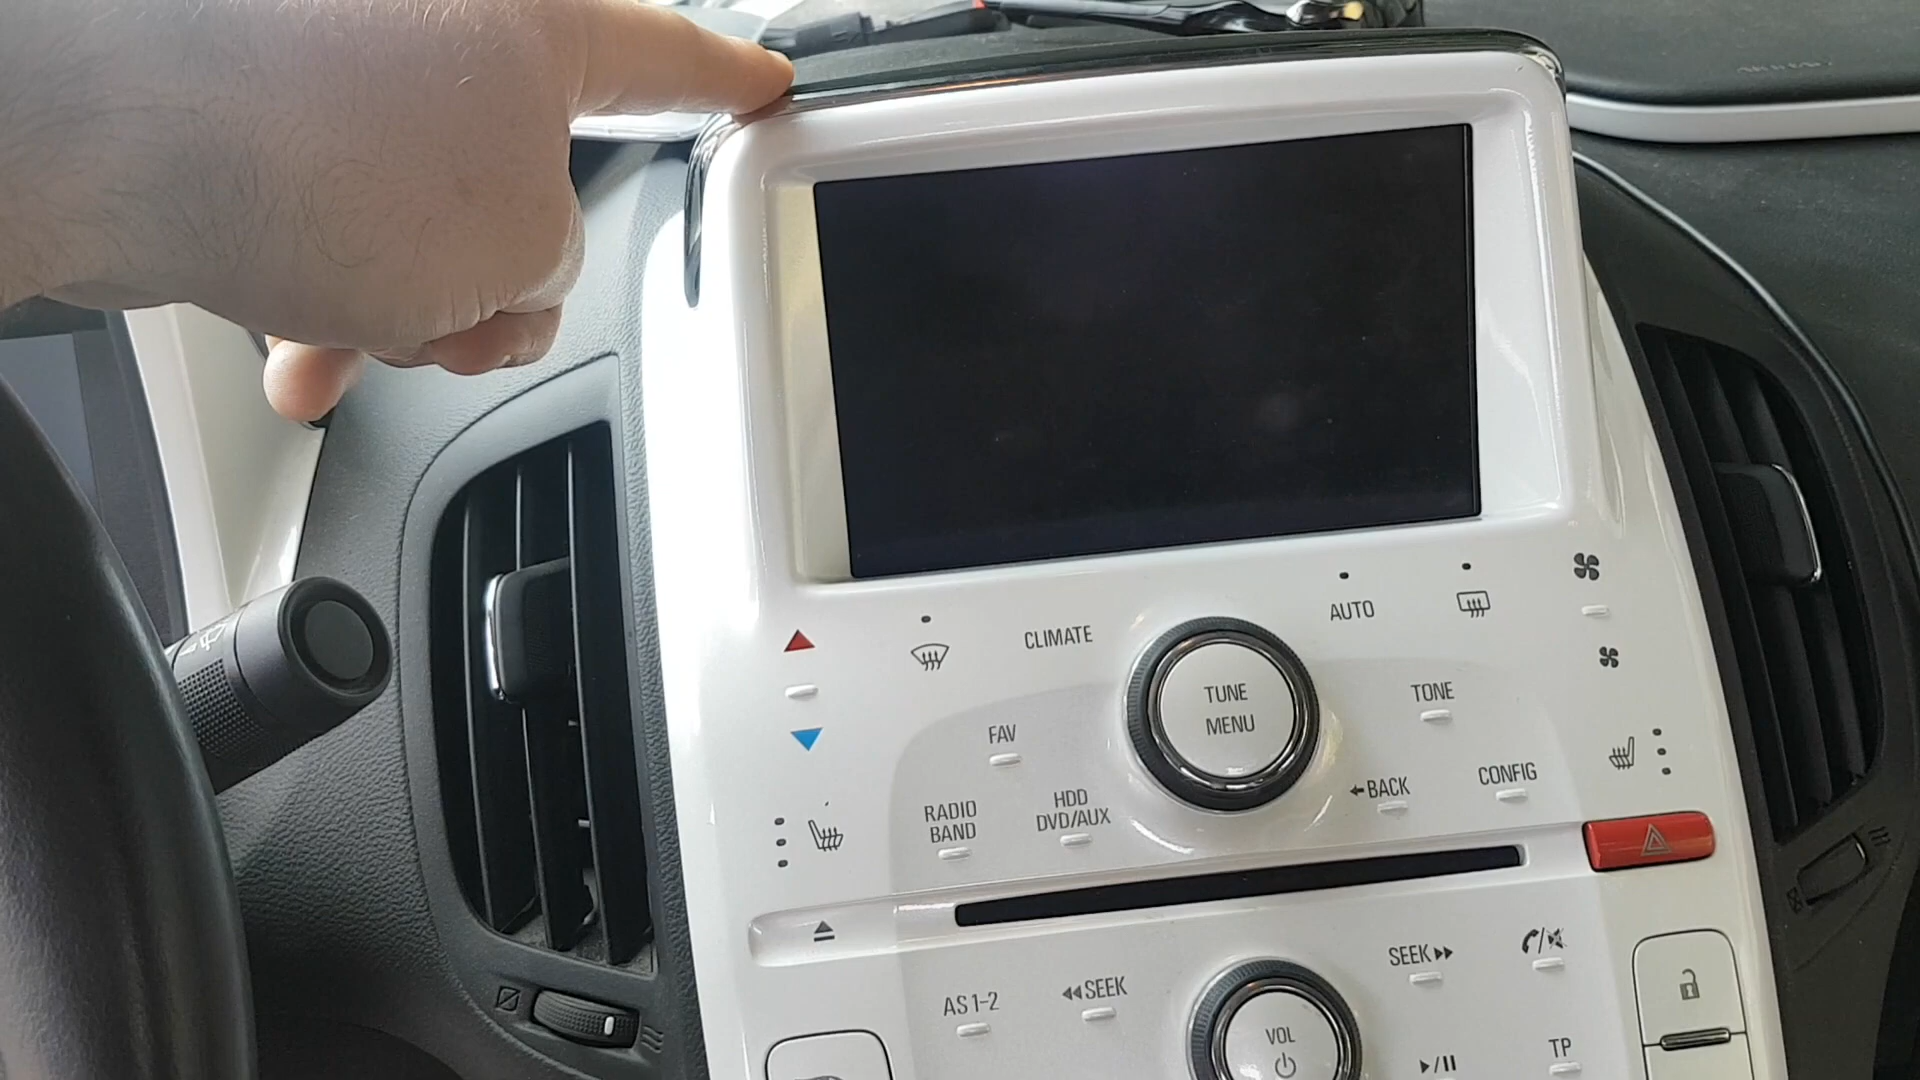 AUTO
CLIMATE
TUNE
MENU
TONE
FAV
←BACK
CONFIG
RADIO
BAND
HDD
DVD/AUX
SEEK
AS 1-2
SEEK
VOL
TP